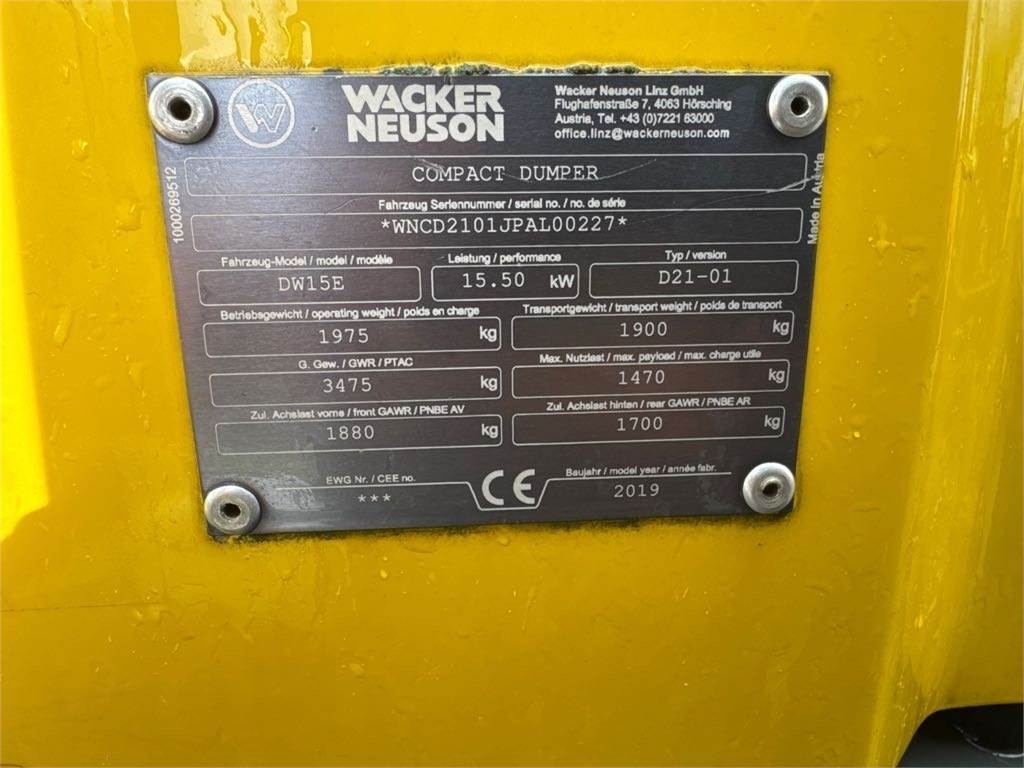 WACKER
NEUSON
Wacker Neuson Linz GmbH
Flughafenstraße 7, 4063 Hörsching
Austria, Tel. +43 (0)7221 63000
office.linz@wackerneuson.com
COMPACT DUMPER
Fahrzeug Seriennummer / serial no. / no. de série
*WNCD2101JPAL00227*
Fahrzeug-Model / model / modèle
DW15E
Leistung / performance
15.50 kW
Typ / version
D21-01
Betriebsgewicht / operating weight / poids en charge
1975 kg
Transportgewicht / transport weight / poids de transport
1900 kg
G. Gew. / GWR / PTAC
3475 kg
Max. Nutzlast / max. payload / max. charge utile
1470 kg
Zul. Achslast vorne / front GAWR / PNBE AV
1880 kg
Zul. Achslast hinten / rear GAWR / PNBE AR
1700 kg
EWG Nr. / CEE no.
***
CE
Baujahr / model year / année fabr.
2019
1000269512
Made in Austria